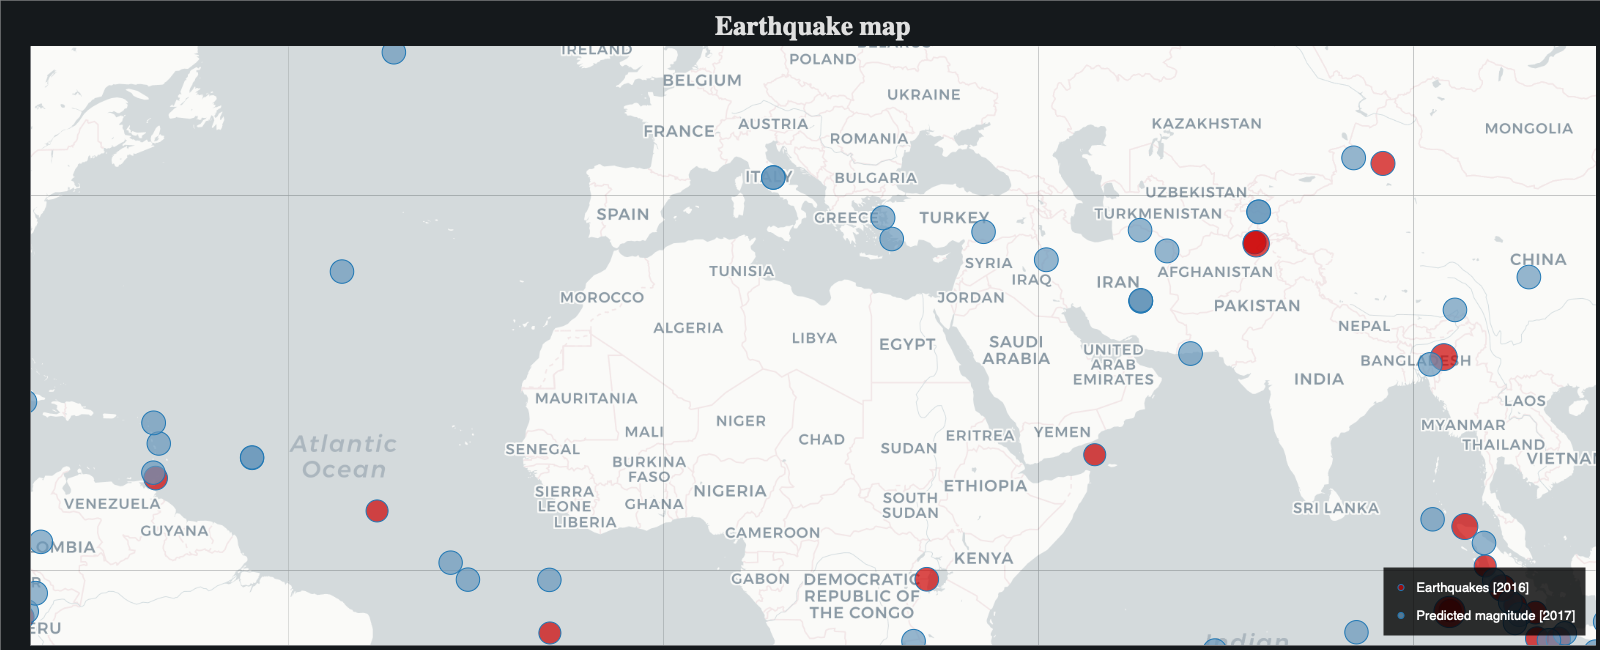 Earthquake map
IRELAND
BELARUS
POLAND
BELGIUM
UKRAINE
FRANCE
AUSTRIA
KAZAKHSTAN
MONGOLIA
ROMANIA
ITALY
BULGARIA
UZBEKISTAN
SPAIN
GREECE
TURKEY
TURKMENISTAN
TUNISIA
SYRIA
AFGHANISTAN
CHINA
IRAQ
IRAN
MOROCCO
JORDAN
PAKISTAN
ALGERIA
LIBYA
EGYPT
SAUDI
ARABIA
NEPAL
UNITED
ARAB
EMIRATES
BANGLADESH
INDIA
MAURITANIA
LAOS
NIGER
MYANMAR
MALI
CHAD
SUDAN
ERITREA
YEMEN
THAILAND
Atlantic
Ocean
SENEGAL
BURKINA
FASO
VIETNAM
NIGERIA
ETHIOPIA
SIERRA
LEONE
LIBERIA
GHANA
SOUTH
SUDAN
SRI LANKA
VENEZUELA
GUYANA
CAMEROON
OMBIA
KENYA
GABON
DEMOCRATIC
REPUBLIC OF
THE CONGO
Earthquakes [2016]
Predicted magnitude [2017]
ERU
Indian